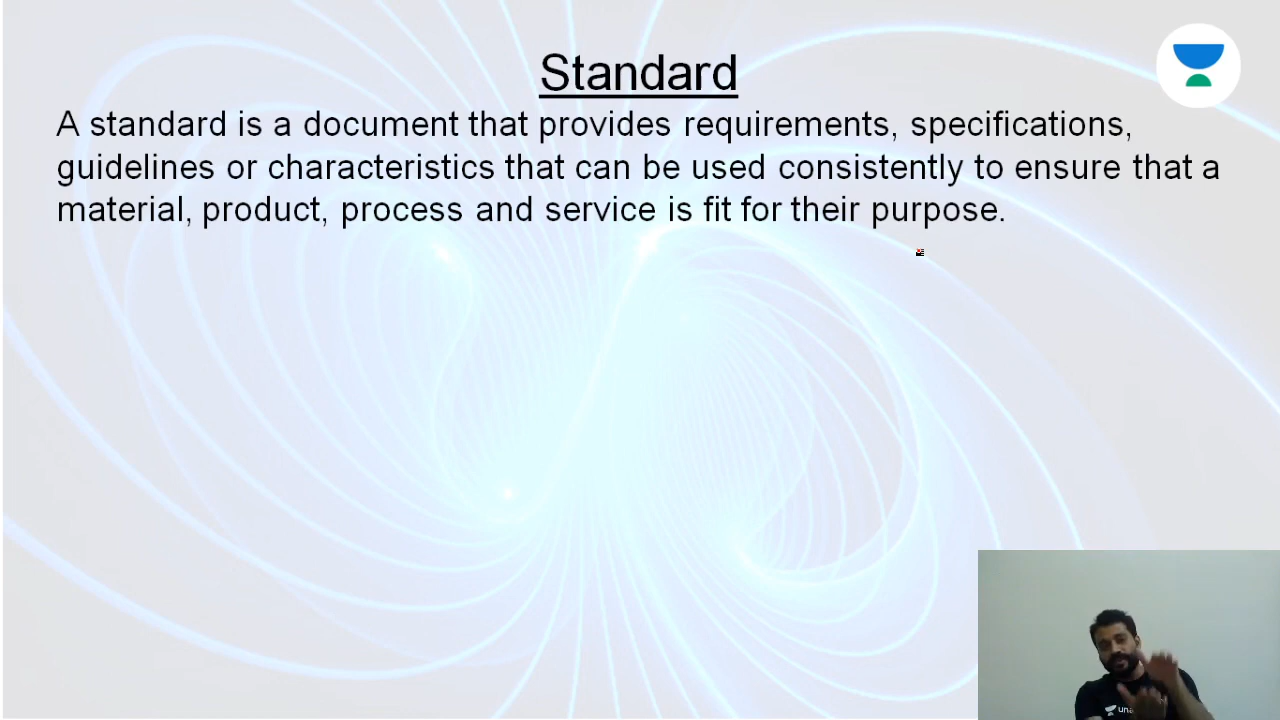 Standard
A standard is a document that provides requirements, specifications,
guidelines or characteristics that can be used consistently to ensure that a
material, product, process and service is fit for their purpose.